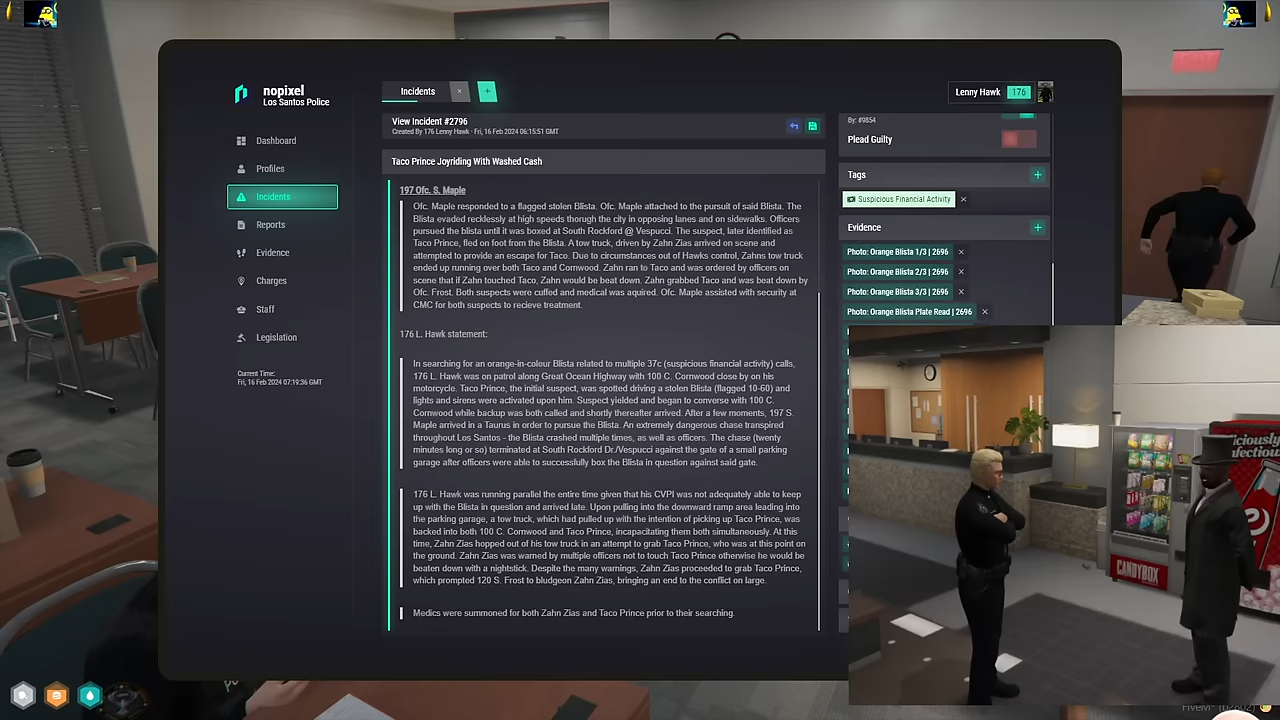 nopixel
Los Santos Police
Incidents
×
+
Lenny Hawk 176
Dashboard
Profiles
Incidents
Reports
Evidence
Charges
Staff
Legislation
Current Time:
Fri, 16 Feb 2024 07:19:36 GMT
View Incident #2796
Created By 176 Lenny Hawk · Fri, 16 Feb 2024 06:15:51 GMT
Taco Prince Joyriding With Washed Cash
197 Ofc. S. Maple
Ofc. Maple responded to a flagged stolen Blista. Ofc. Maple attached to the pursuit of said Blista. The
Blista evaded recklessly at high speeds thorugh the city in opposing lanes and on sidewalks. Officers
pursued the blista until it was boxed at South Rockford @ Vespucci. The suspect, later identified as
Taco Prince, fled on foot from the Blista. A tow truck, driven by Zahn Zias arrived on scene and
attempted to provide an escape for Taco. Due to circumstances out of Hawks control, Zahns tow truck
ended up running over both Taco and Cornwood. Zahn ran to Taco and was ordered by officers on
scene that if Zahn touched Taco, Zahn would be beat down. Zahn grabbed Taco and was beat down by
Ofc. Frost. Both suspects were cuffed and medical was aquired. Ofc. Maple assisted with security at
CMC for both suspects to recieve treatment.
176 L. Hawk statement:
In searching for an orange-in-colour Blista related to multiple 37c (suspicious financial activity) calls,
176 L. Hawk was on patrol along Great Ocean Highway with 100 C. Cornwood close by on his
motorcycle. Taco Prince, the initial suspect, was spotted driving a stolen Blista (flagged 10-60) and
lights and sirens were activated upon him. Suspect yielded and began to converse with 100 C.
Cornwood while backup was both called and shortly thereafter arrived. After a few moments, 197 S.
Maple arrived in a Taurus in order to pursue the Blista. An extremely dangerous chase transpired
throughout Los Santos - the Blista crashed multiple times, as well as officers. The chase (twenty
minutes long or so) terminated at South Rockford Dr./Vespucci against the gate of a small parking
garage after officers were able to successfully box the Blista in question against said gate.
176 L. Hawk was running parallel the entire time given that his CVPI was not adequately able to keep
up with the Blista in question and arrived late. Upon pulling into the downward ramp area leading into
the parking garage, a tow truck, which had pulled up with the intention of picking up Taco Prince, was
backed into both 100 C. Cornwood and Taco Prince, incapacitating them both simultaneously. At this
time, Zahn Zias hopped out of his tow truck in an attempt to grab Taco Prince, who was at this point on
the ground. Zahn Zias was warned by multiple officers not to touch Taco Prince otherwise he would be
beaten down with a nightstick. Despite the many warnings, Zahn Zias proceeded to grab Taco Prince,
which prompted 120 S. Frost to bludgeon Zahn Zias, bringing an end to the conflict on large.
Medics were summoned for both Zahn Zias and Taco Prince prior to their searching.
By: #9854
Plead Guilty
Tags
+
Suspicious Financial Activity ×
Evidence
+
Photo: Orange Blista 1/3 | 2696 ×
Photo: Orange Blista 2/3 | 2696 ×
Photo: Orange Blista 3/3 | 2696 ×
Photo: Orange Blista Plate Read | 2696 ×
CANDYBOX